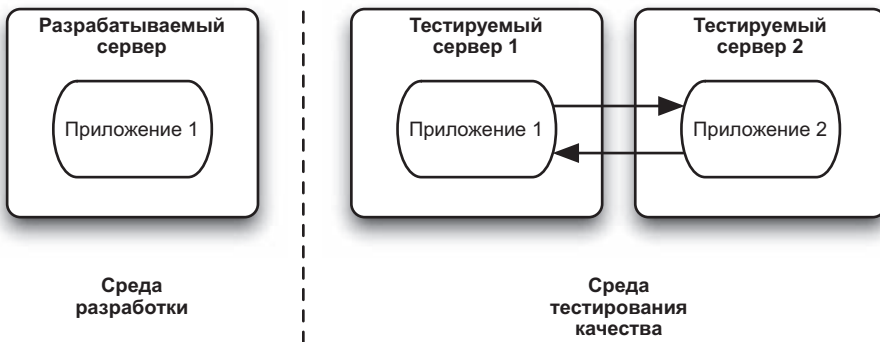 Разрабатываемый
сервер
Приложение 1
Среда
разработки
Тестируемый
сервер 1
Приложение 1
Тестируемый
сервер 2
Приложение 2
Среда
тестирования
качества